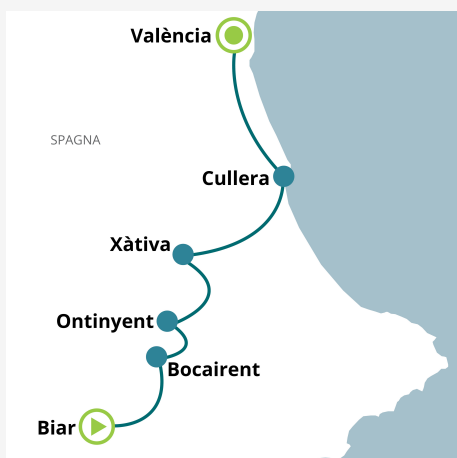 València
SPAGNA
Cullera
Xàtiva
Ontinyent
Bocairent
Biar